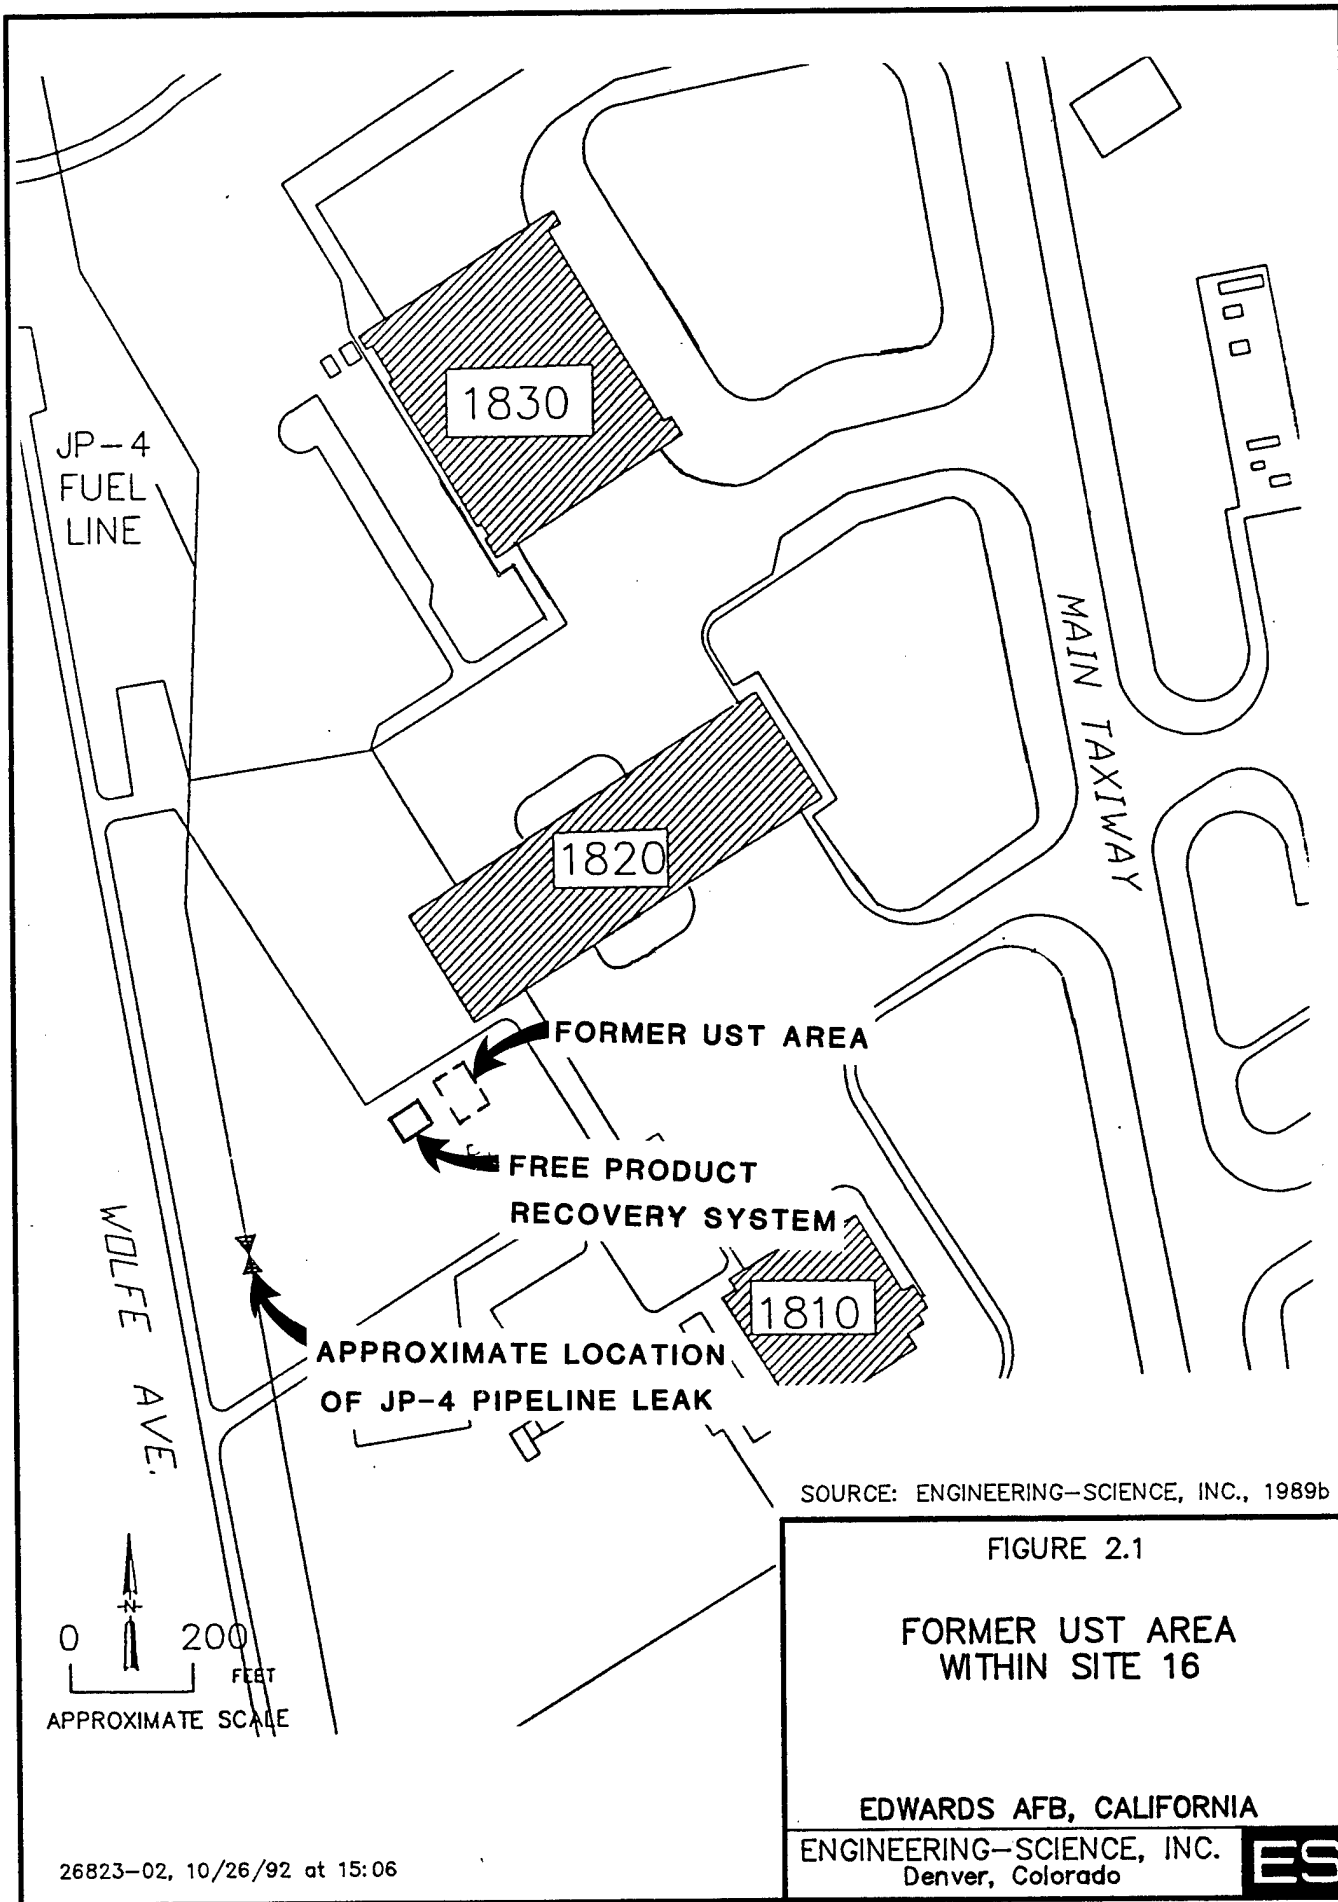 1830
JP-4
FUEL
LINE
MAIN TAXIWAY
1820
FORMER UST AREA
FREE PRODUCT
RECOVERY SYSTEM
WOLFE AVE.
1810
APPROXIMATE LOCATION
OF JP-4 PIPELINE LEAK
SOURCE: ENGINEERING-SCIENCE, INC., 1989b
N
0 200
FEET
APPROXIMATE SCALE
FIGURE 2.1
FORMER UST AREA
WITHIN SITE 16
EDWARDS AFB, CALIFORNIA
ENGINEERING-SCIENCE, INC.
Denver, Colorado
ES
26823-02, 10/26/92 at 15:06